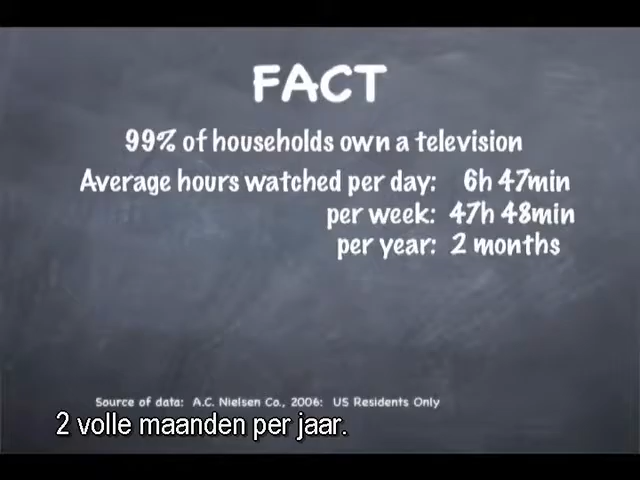 FACT
99% of households own a television
Average hours watched per day: 6h 47min
per week: 47h 48min
per year: 2 months
Source of data: A.C. Nielsen Co., 2006: US Residents Only
2 volle maanden per jaar.